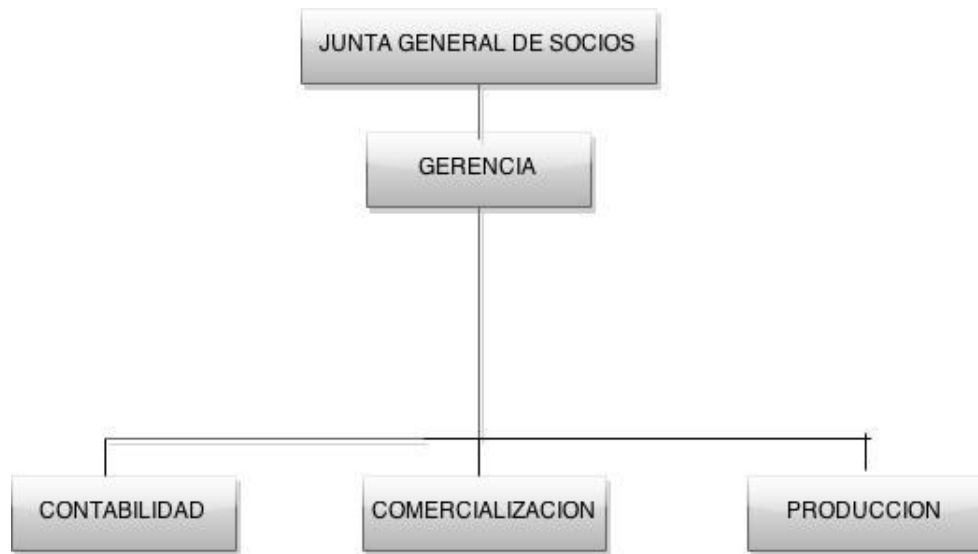 JUNTA GENERAL DE SOCIOS
GERENCIA
CONTABILIDAD
COMERCIALIZACION
PRODUCCION